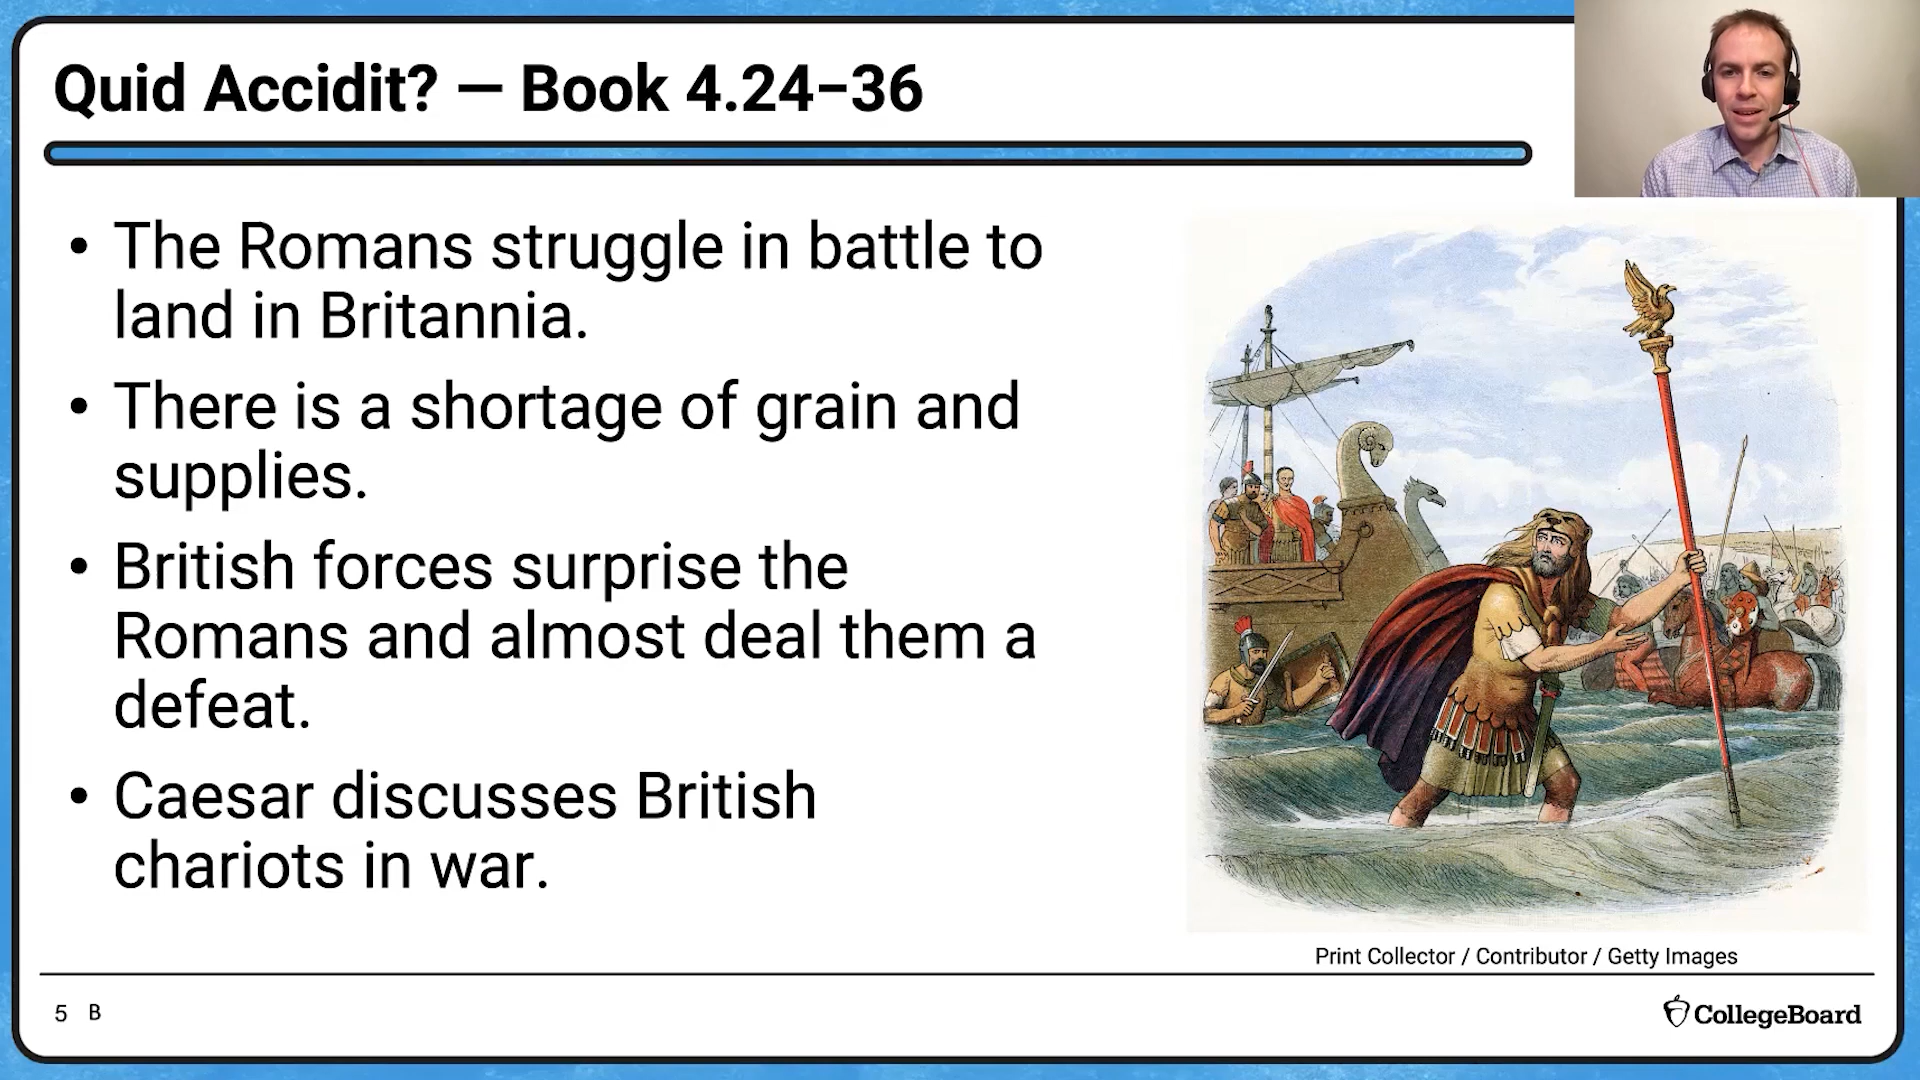 Quid Accidit? — Book 4.24–36
• The Romans struggle in battle to
land in Britannia.
• There is a shortage of grain and
supplies.
• British forces surprise the
Romans and almost deal them a
defeat.
• Caesar discusses British
chariots in war.
Print Collector / Contributor / Getty Images
5 B
CollegeBoard